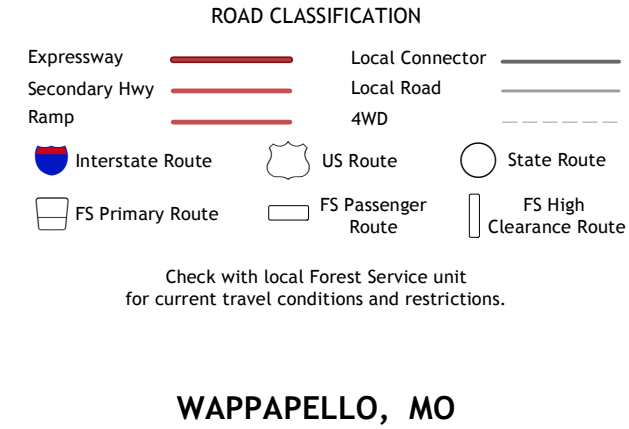 ROAD CLASSIFICATION
Expressway
Local Connector
Secondary Hwy
Local Road
Ramp
4WD
Interstate Route
US Route
State Route
FS Primary Route
FS Passenger
Route
FS High
Clearance Route
Check with local Forest Service unit
for current travel conditions and restrictions.
WAPPAPELLO, MO